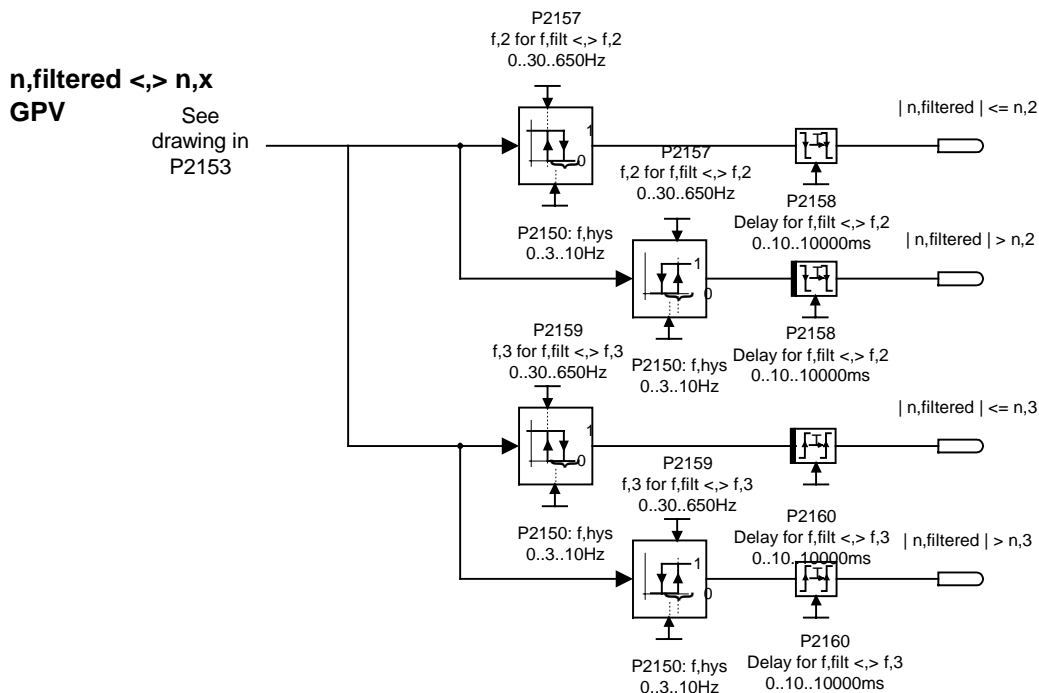 P2157
f,2 for f,filt <,> f,2
0..30..650Hz
n,filtered <,> n,x
GPV
See
drawing in
P2153
| n,filtered | <= n,2
1
0
T
P2157
f,2 for f,filt <,> f,2
0..30..650Hz
P2158
Delay for f,filt <,> f,2
0..10..10000ms
P2150: f,hys
0..3..10Hz
| n,filtered | > n,2
1
0
T
P2159
f,3 for f,filt <,> f,3
0..30..650Hz
P2150: f,hys
0..3..10Hz
P2158
Delay for f,filt <,> f,2
0..10..10000ms
| n,filtered | <= n,3
1
0
T
P2159
f,3 for f,filt <,> f,3
0..30..650Hz
P2150: f,hys
0..3..10Hz
P2160
Delay for f,filt <,> f,3
0..10..10000ms
| n,filtered | > n,3
1
0
T
P2150: f,hys
0..3..10Hz
P2160
Delay for f,filt <,> f,3
0..10..10000ms